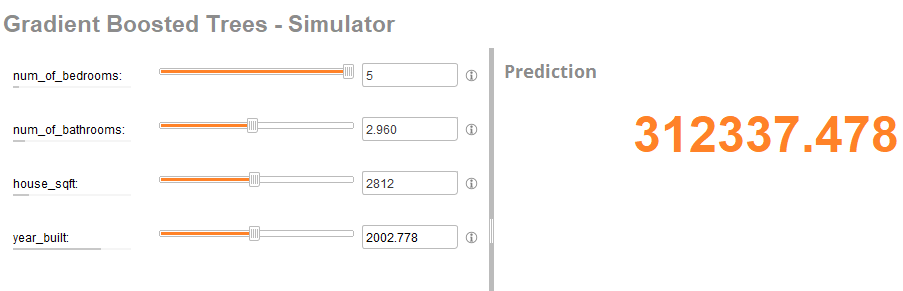 Gradient Boosted Trees - Simulator
num_of_bedrooms: 5
num_of_bathrooms: 2.960
house_sqft: 2812
year_built: 2002.778
Prediction
312337.478